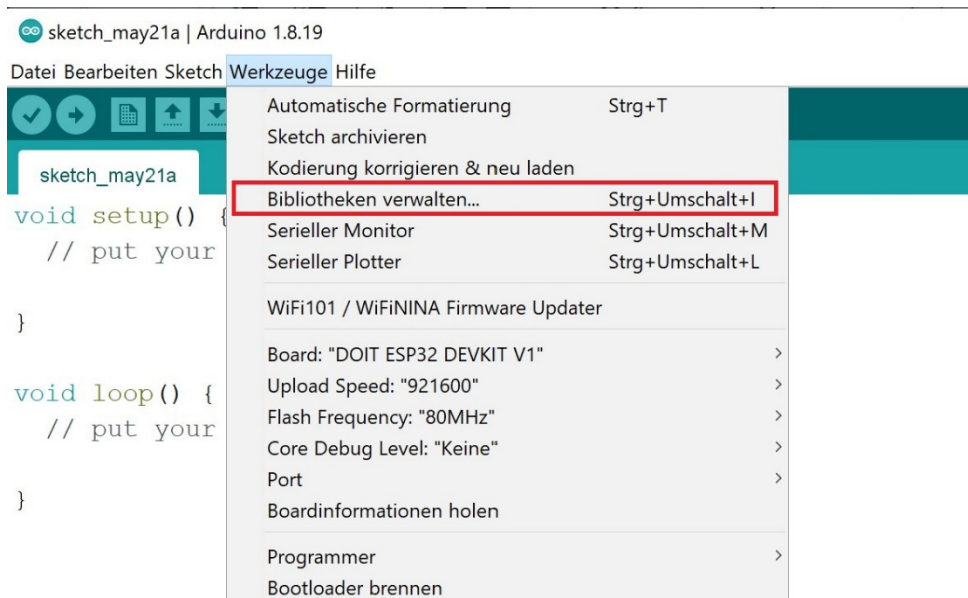 sketch_may21a | Arduino 1.8.19
Datei Bearbeiten Sketch Werkzeuge Hilfe
Automatische Formatierung Strg+T
Sketch archivieren
sketch_may21a
Kodierung korrigieren & neu laden
Bibliotheken verwalten... Strg+Umschalt+I
void setup() {
Serieller Monitor Strg+Umschalt+M
// put your
Serieller Plotter Strg+Umschalt+L
WiFi101 / WiFiNINA Firmware Updater
}
Board: "DOIT ESP32 DEVKIT V1"
Upload Speed: "921600"
void loop() {
Flash Frequency: "80MHz"
// put your
Core Debug Level: "Keine"
Port
}
Boardinformationen holen
Programmer
Bootloader brennen